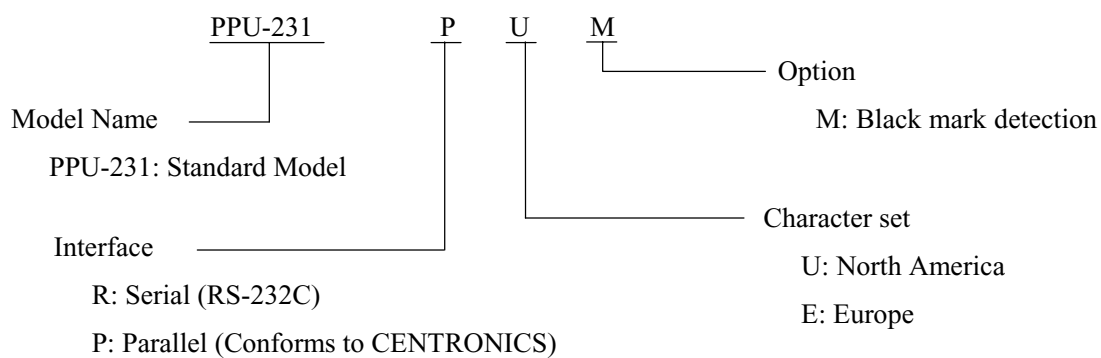 PPU-231 P U M
Option
Model Name
M: Black mark detection
PPU-231: Standard Model
Character set
Interface
U: North America
R: Serial (RS-232C)
E: Europe
P: Parallel (Conforms to CENTRONICS)